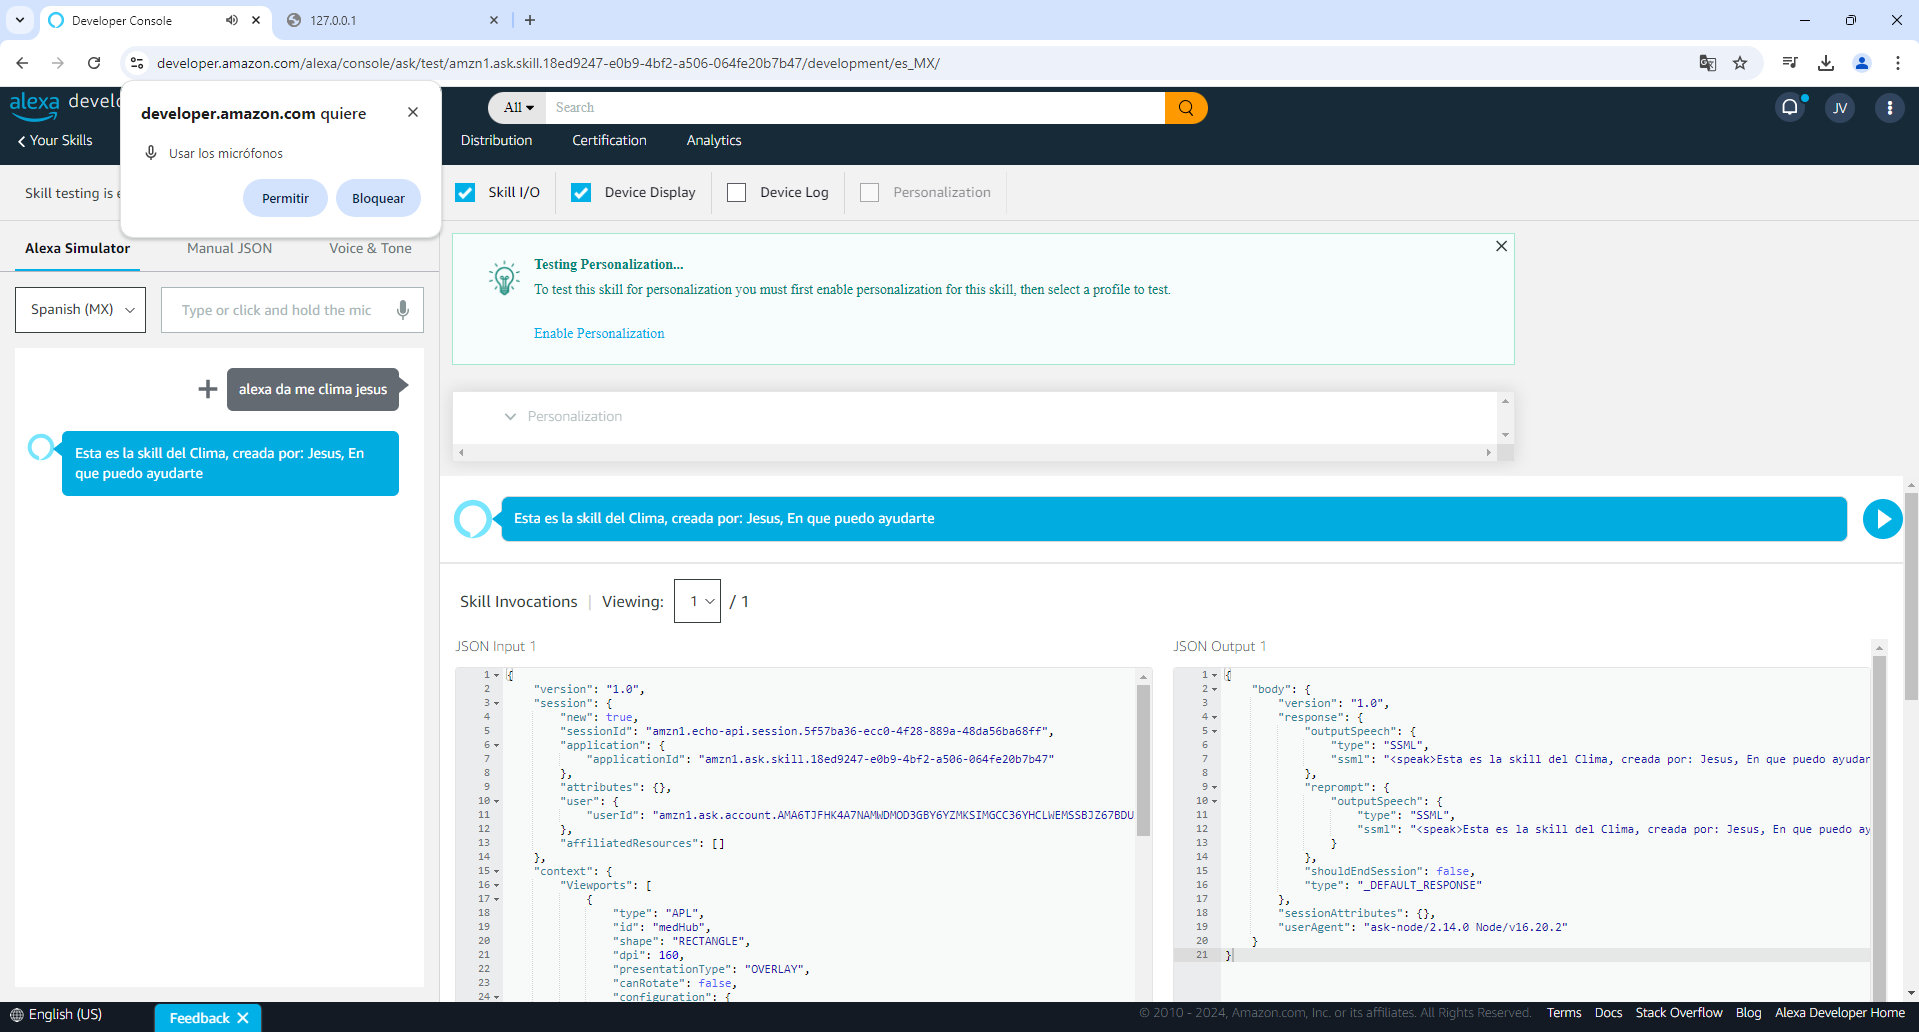 Developer Console
127.0.0.1
developer.amazon.com/alexa/console/ask/test/amzn1.ask.skill.18ed9247-e0b9-4bf2-a506-064fe20b7b47/development/es_MX/
alexa develo
All
Search
JV
Your Skills
Distribution
Certification
Analytics
developer.amazon.com quiere
Usar los micrófonos
Permitir
Bloquear
Skill testing is e
Skill I/O
Device Display
Device Log
Personalization
Alexa Simulator
Manual JSON
Voice & Tone
Spanish (MX)
Type or click and hold the mic
alexa da me clima jesus
Esta es la skill del Clima, creada por: Jesus, En
que puedo ayudarte
Testing Personalization...
To test this skill for personalization you must first enable personalization for this skill, then select a profile to test.
Enable Personalization
Personalization
Esta es la skill del Clima, creada por: Jesus, En que puedo ayudarte
Skill Invocations | Viewing: 1 / 1
JSON Input 1
1 {
2 "version": "1.0",
3 "session": {
4 "new": true,
5 "sessionId": "amzn1.echo-api.session.5f57ba36-ecc0-4f28-889a-48da56ba68ff",
6 "application": {
7 "applicationId": "amzn1.ask.skill.18ed9247-e0b9-4bf2-a506-064fe20b7b47"
8 },
9 "attributes": {},
10 "user": {
11 "userId": "amzn1.ask.account.AMA6TJFHK4A7NAMWDMOD3GBY6YZMKSIMGCC36YHCLWEMSSBJZ67BDU
12 },
13 "affiliatedResources": []
14 },
15 "context": {
16 "Viewports": [
17 {
18 "type": "APL",
19 "id": "medHub",
20 "shape": "RECTANGLE",
21 "dpi": 160,
22 "presentationType": "OVERLAY",
23 "canRotate": false,
24 "configuration": {
JSON Output 1
1 {
2 "body": {
3 "version": "1.0",
4 "response": {
5 "outputSpeech": {
6 "type": "SSML",
7 "ssml": "<speak>Esta es la skill del Clima, creada por: Jesus, En que puedo ayudar
8 },
9 "reprompt": {
10 "outputSpeech": {
11 "type": "SSML",
12 "ssml": "<speak>Esta es la skill del Clima, creada por: Jesus, En que puedo ay
13 }
14 },
15 "shouldEndSession": false,
16 "type": "_DEFAULT_RESPONSE"
17 },
18 "sessionAttributes": {},
19 "userAgent": "ask-node/2.14.0 Node/v16.20.2"
20 }
21 }
English (US)
Feedback
© 2010 - 2024, Amazon.com, Inc. or its affiliates. All Rights Reserved.
Terms
Docs
Stack Overflow
Blog
Alexa Developer Home